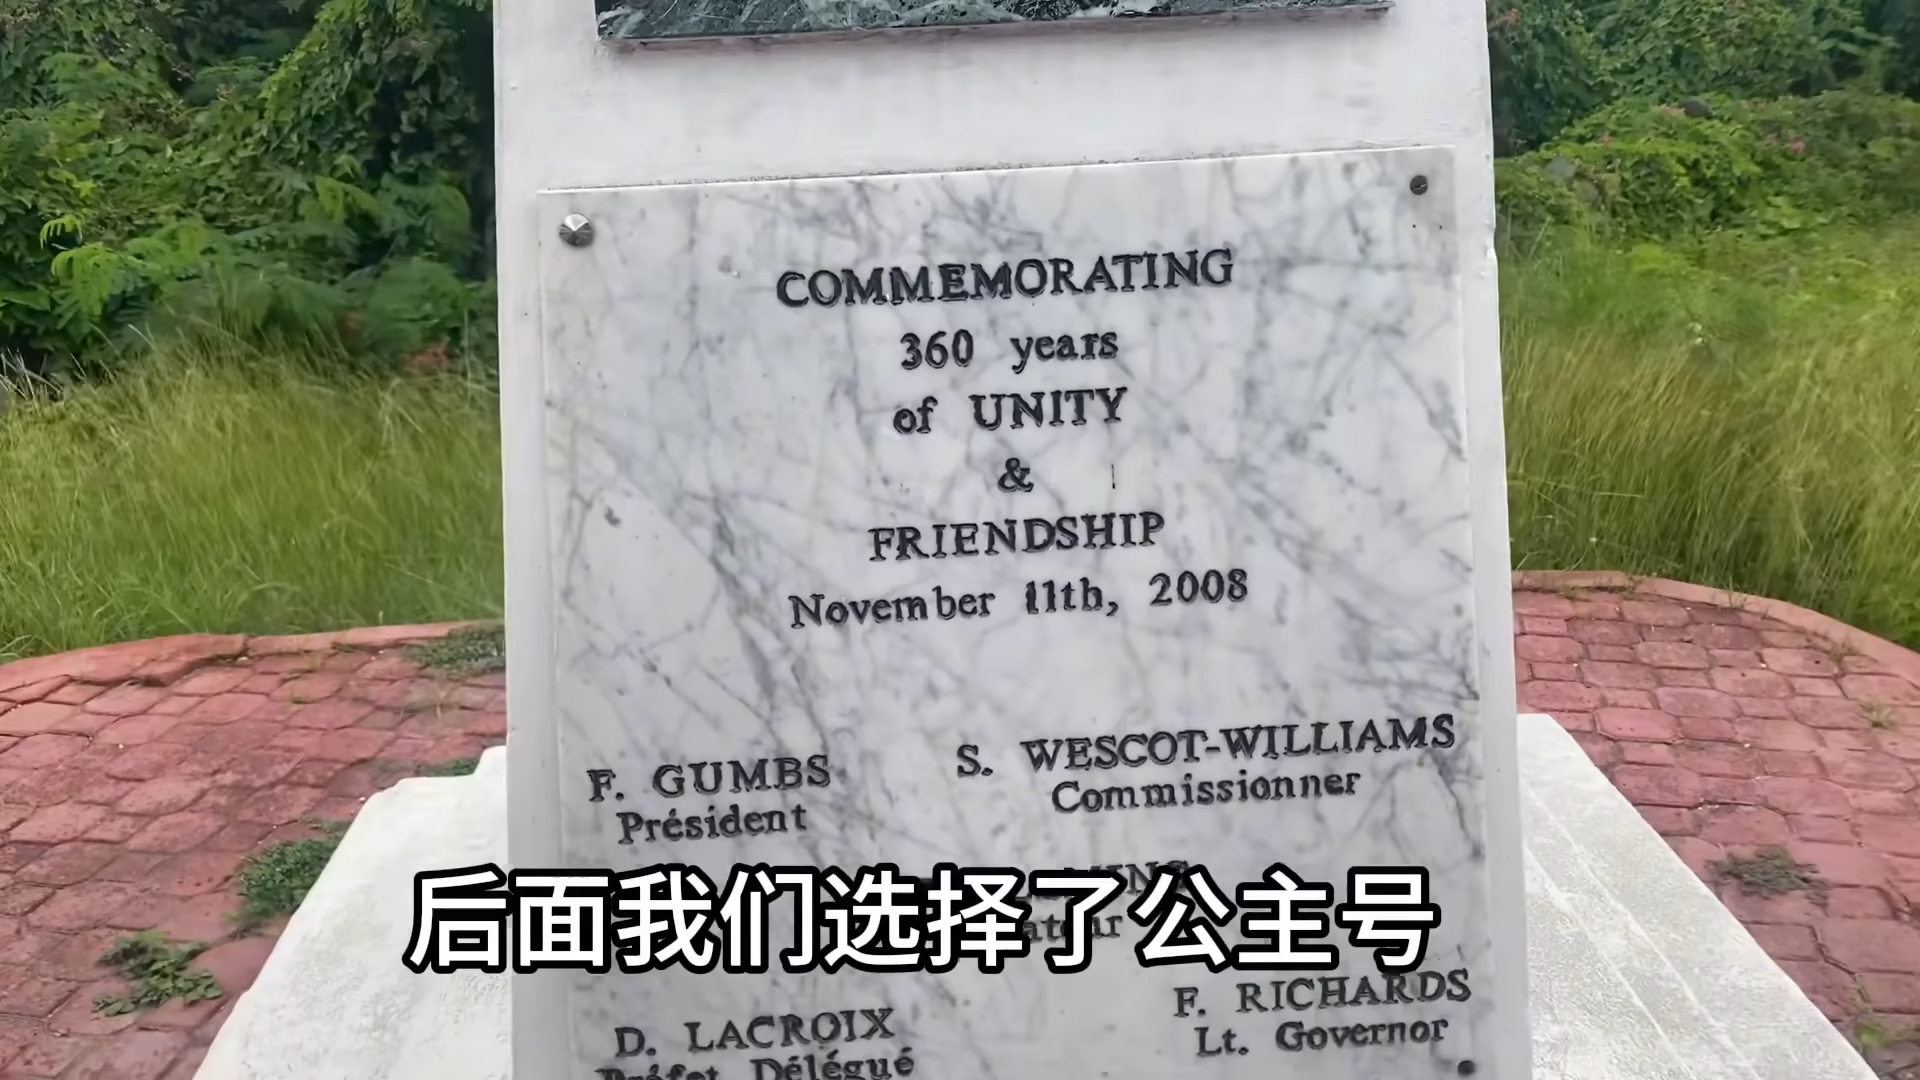 COMMEMORATING
360 years
of UNITY
&
FRIENDSHIP
November 11th, 2008
F. GUMBS
Président
S. WESCOT-WILLIAMS
Commissionner
后面我们选择了公主号
D. LACROIX
Préfet Délégué
F. RICHARDS
Lt. Governor